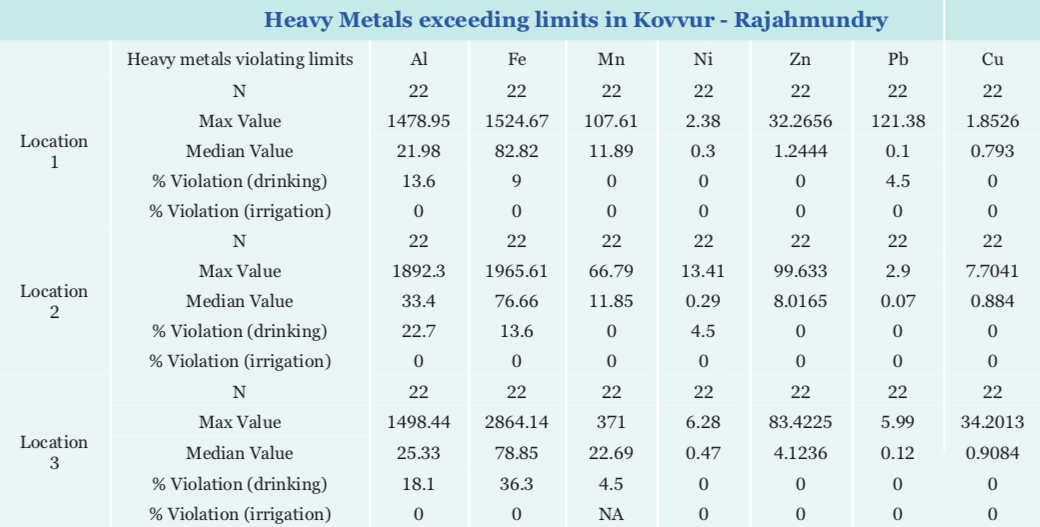 Heavy Metals exceeding limits in Kovvur - Rajahmundry
Heavy metals violating limits Al Fe Mn Ni Zn Pb Cu
Location 1
N 22 22 22 22 22 22 22
Max Value 1478.95 1524.67 107.61 2.38 32.2656 121.38 1.8526
Median Value 21.98 82.82 11.89 0.3 1.2444 0.1 0.793
% Violation (drinking) 13.6 9 0 0 0 4.5 0
% Violation (irrigation) 0 0 0 0 0 0 0
Location 2
N 22 22 22 22 22 22 22
Max Value 1892.3 1965.61 66.79 13.41 99.633 2.9 7.7041
Median Value 33.4 76.66 11.85 0.29 8.0165 0.07 0.884
% Violation (drinking) 22.7 13.6 0 4.5 0 0 0
% Violation (irrigation) 0 0 0 0 0 0 0
Location 3
N 22 22 22 22 22 22 22
Max Value 1498.44 2864.14 371 6.28 83.4225 5.99 34.2013
Median Value 25.33 78.85 22.69 0.47 4.1236 0.12 0.9084
% Violation (drinking) 18.1 36.3 4.5 0 0 0 0
% Violation (irrigation) 0 0 NA 0 0 0 0